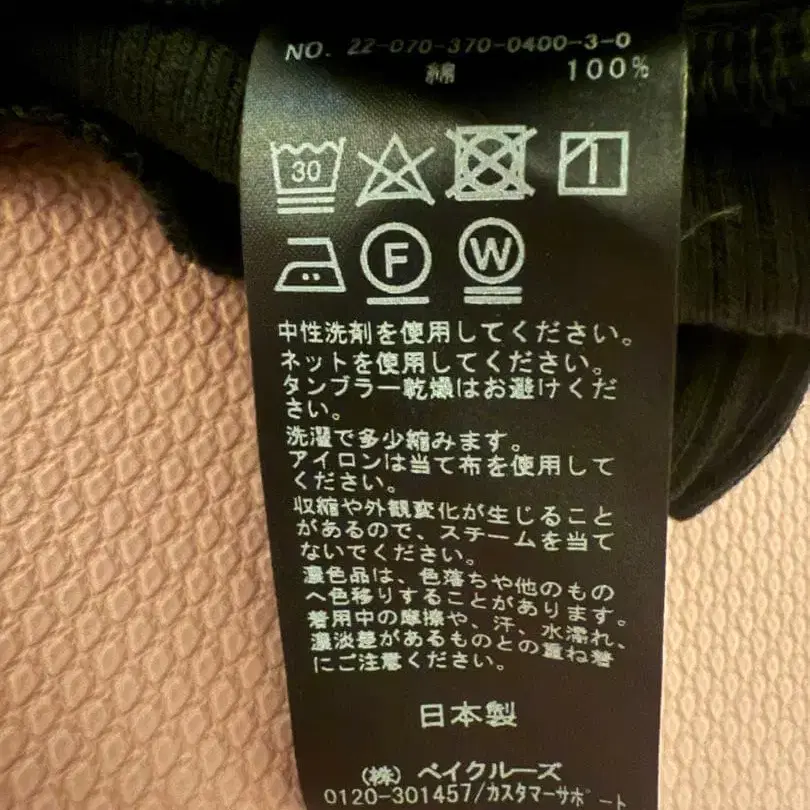 NO. 22-070-370-0400-3-0
綿 100%
30
F W
中性洗剤を使用してください。
ネットを使用してください。
タンブラー乾燥はお避けくだ
さい。
洗濯で多少縮みます。
アイロンは当て布を使用して
ください。
収縮や外観変化が生じること
があるので、スチームを当て
ないでください。
濃色品は、色落ちや他のもの
へ色移りすることがあります。
着用中の摩擦や、汗、水濡れ、
濃淡差があるものとの重ね着
にご注意ください。
日本製
(株) ベイクルーズ
0120-301457/カスタマーサポート